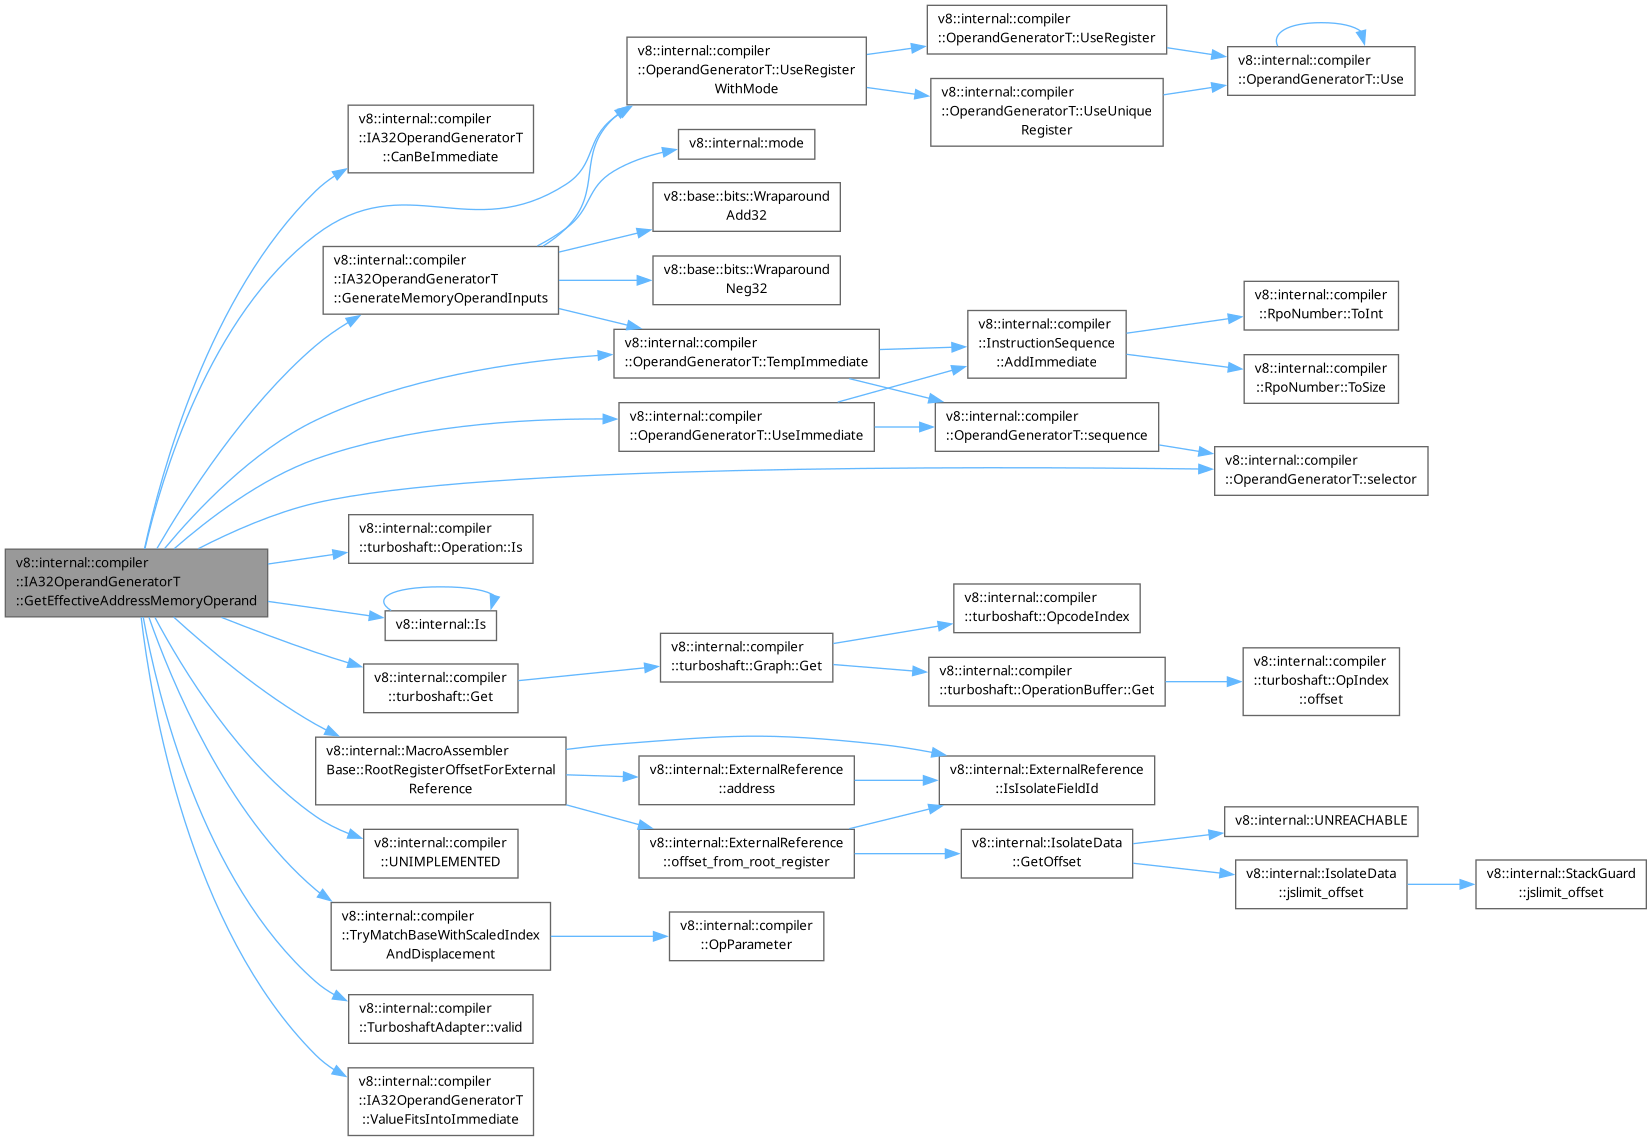 v8::internal::compiler
::IA32OperandGeneratorT
::GetEffectiveAddressMemoryOperand
v8::internal::compiler
::IA32OperandGeneratorT
::CanBeImmediate
v8::internal::compiler
::IA32OperandGeneratorT
::GenerateMemoryOperandInputs
v8::internal::compiler
::OperandGeneratorT::UseRegister
WithMode
v8::internal::compiler
::OperandGeneratorT::UseRegister
v8::internal::compiler
::OperandGeneratorT::UseUnique
Register
v8::internal::compiler
::OperandGeneratorT::Use
v8::internal::mode
v8::base::bits::Wraparound
Add32
v8::base::bits::Wraparound
Neg32
v8::internal::compiler
::OperandGeneratorT::TempImmediate
v8::internal::compiler
::OperandGeneratorT::UseImmediate
v8::internal::compiler
::InstructionSequence
::AddImmediate
v8::internal::compiler
::RpoNumber::ToInt
v8::internal::compiler
::RpoNumber::ToSize
v8::internal::compiler
::OperandGeneratorT::sequence
v8::internal::compiler
::OperandGeneratorT::selector
v8::internal::compiler
::turboshaft::Operation::Is
v8::internal::Is
v8::internal::compiler
::turboshaft::Get
v8::internal::compiler
::turboshaft::Graph::Get
v8::internal::compiler
::turboshaft::OpcodeIndex
v8::internal::compiler
::turboshaft::OperationBuffer::Get
v8::internal::compiler
::turboshaft::OpIndex
::offset
v8::internal::MacroAssembler
Base::RootRegisterOffsetForExternal
Reference
v8::internal::ExternalReference
::address
v8::internal::ExternalReference
::offset_from_root_register
v8::internal::ExternalReference
::IsIsolateFieldId
v8::internal::IsolateData
::GetOffset
v8::internal::UNREACHABLE
v8::internal::IsolateData
::jslimit_offset
v8::internal::StackGuard
::jslimit_offset
v8::internal::compiler
::UNIMPLEMENTED
v8::internal::compiler
::TryMatchBaseWithScaledIndex
AndDisplacement
v8::internal::compiler
::OpParameter
v8::internal::compiler
::TurboshaftAdapter::valid
v8::internal::compiler
::IA32OperandGeneratorT
::ValueFitsIntoImmediate